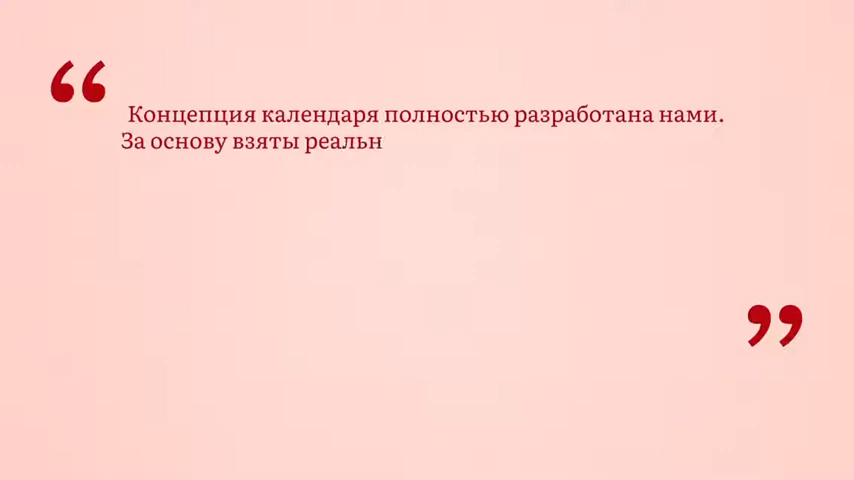 “ Концепция календаря полностью разработана нами.
За основу взяты реальн
”